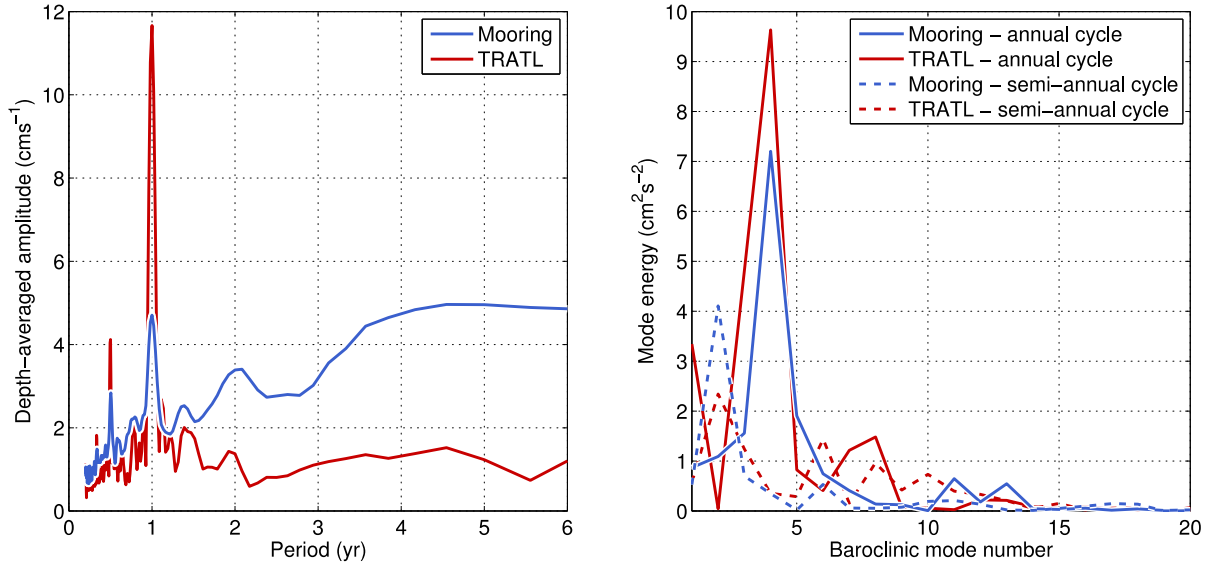 12
10
8
6
4
2
0
0
1
2
3
4
5
6
Depth−averaged amplitude (cms⁻¹)
Period (yr)
Mooring
TRATL
10
9
8
7
6
5
4
3
2
1
0
5
10
15
20
Mode energy (cm²s⁻²)
Baroclinic mode number
Mooring − annual cycle
TRATL − annual cycle
Mooring − semi−annual cycle
TRATL − semi−annual cycle